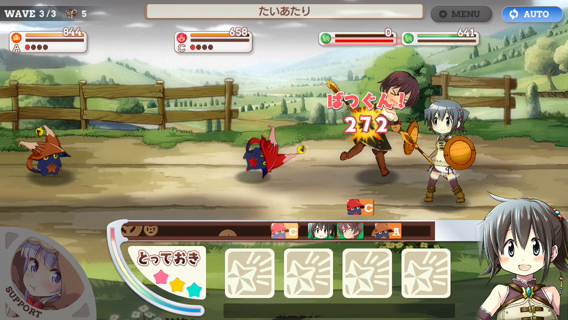 WAVE 3/3
5
たいあたり
MENU
AUTO
844
A
658
C
0
641
ばつぐん!
272
C
C
A
とっておき
SUPPORT